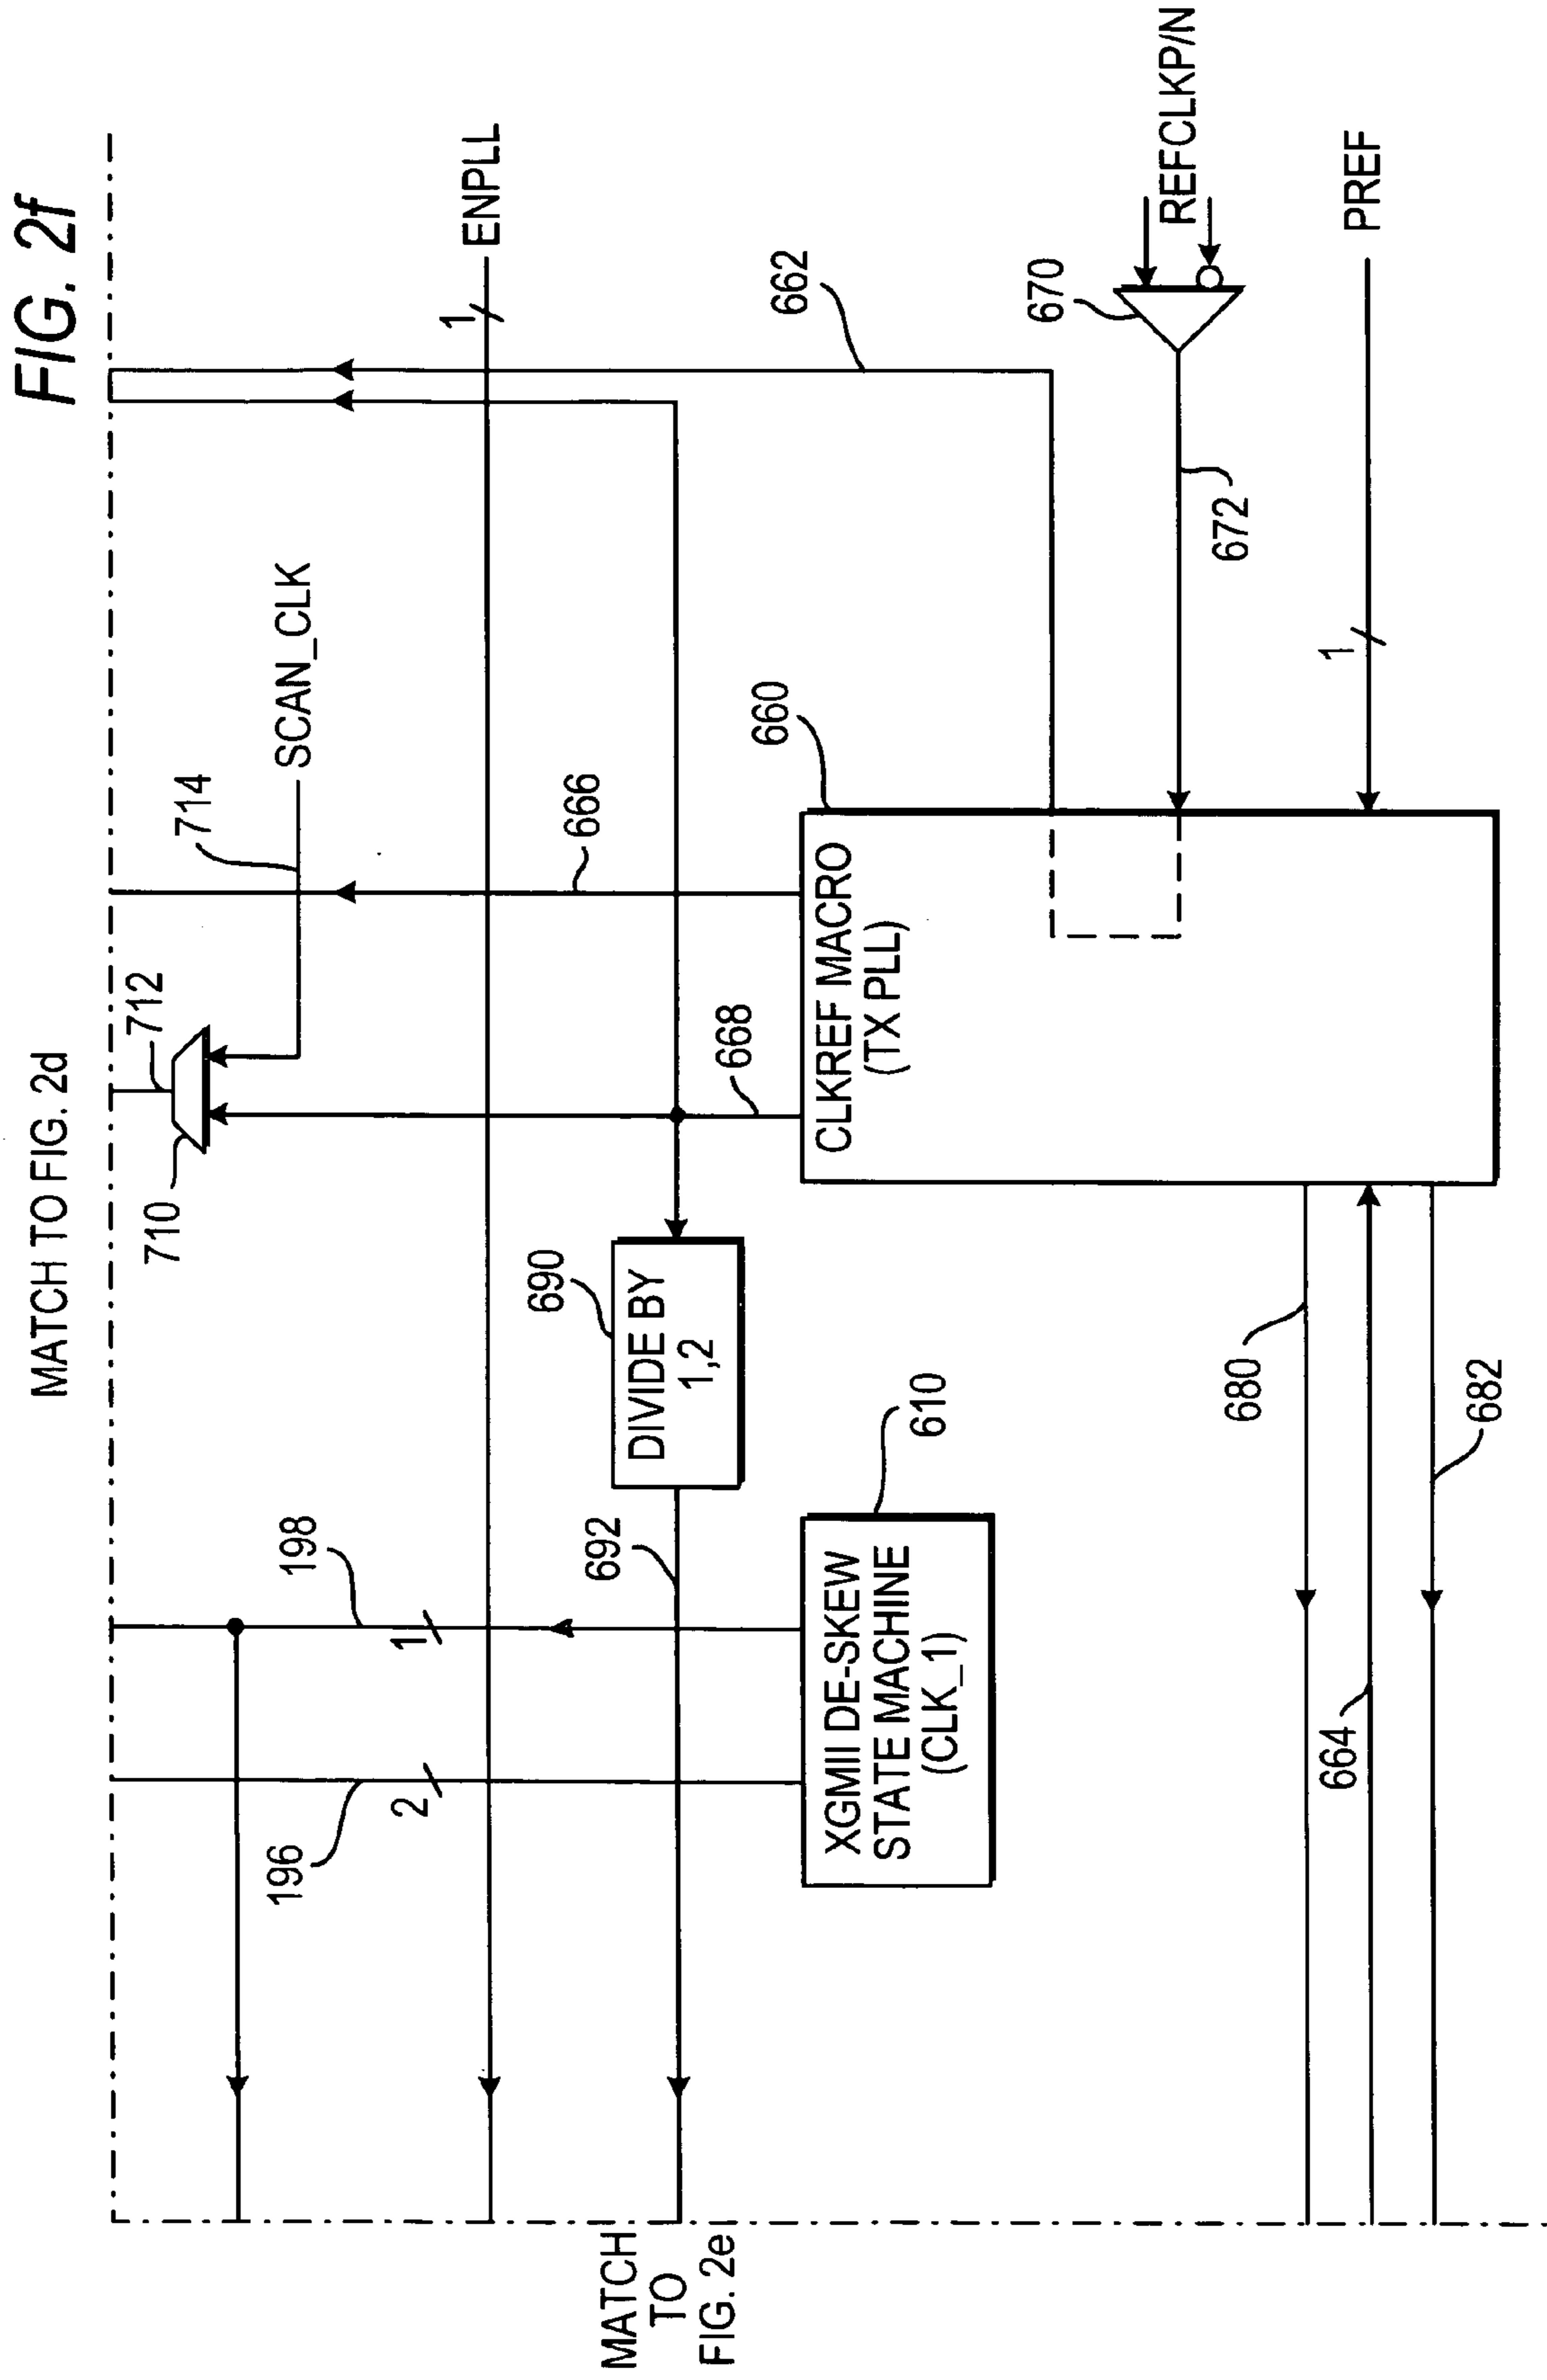 FIG. 2f
MATCH TO FIG. 2d
710
712
714
SCAN_CLK
ENPLL
1
198
1
196
2
692
690
DIVIDE BY
1,2
668
666
662
660
CLKREF MACRO
(TX PLL)
670
REFCLKP/N
672
1
PREF
XGMII DE-SKEW
STATE MACHINE
(CLK_1)
610
680
664
682
MATCH
TO
FIG. 2e